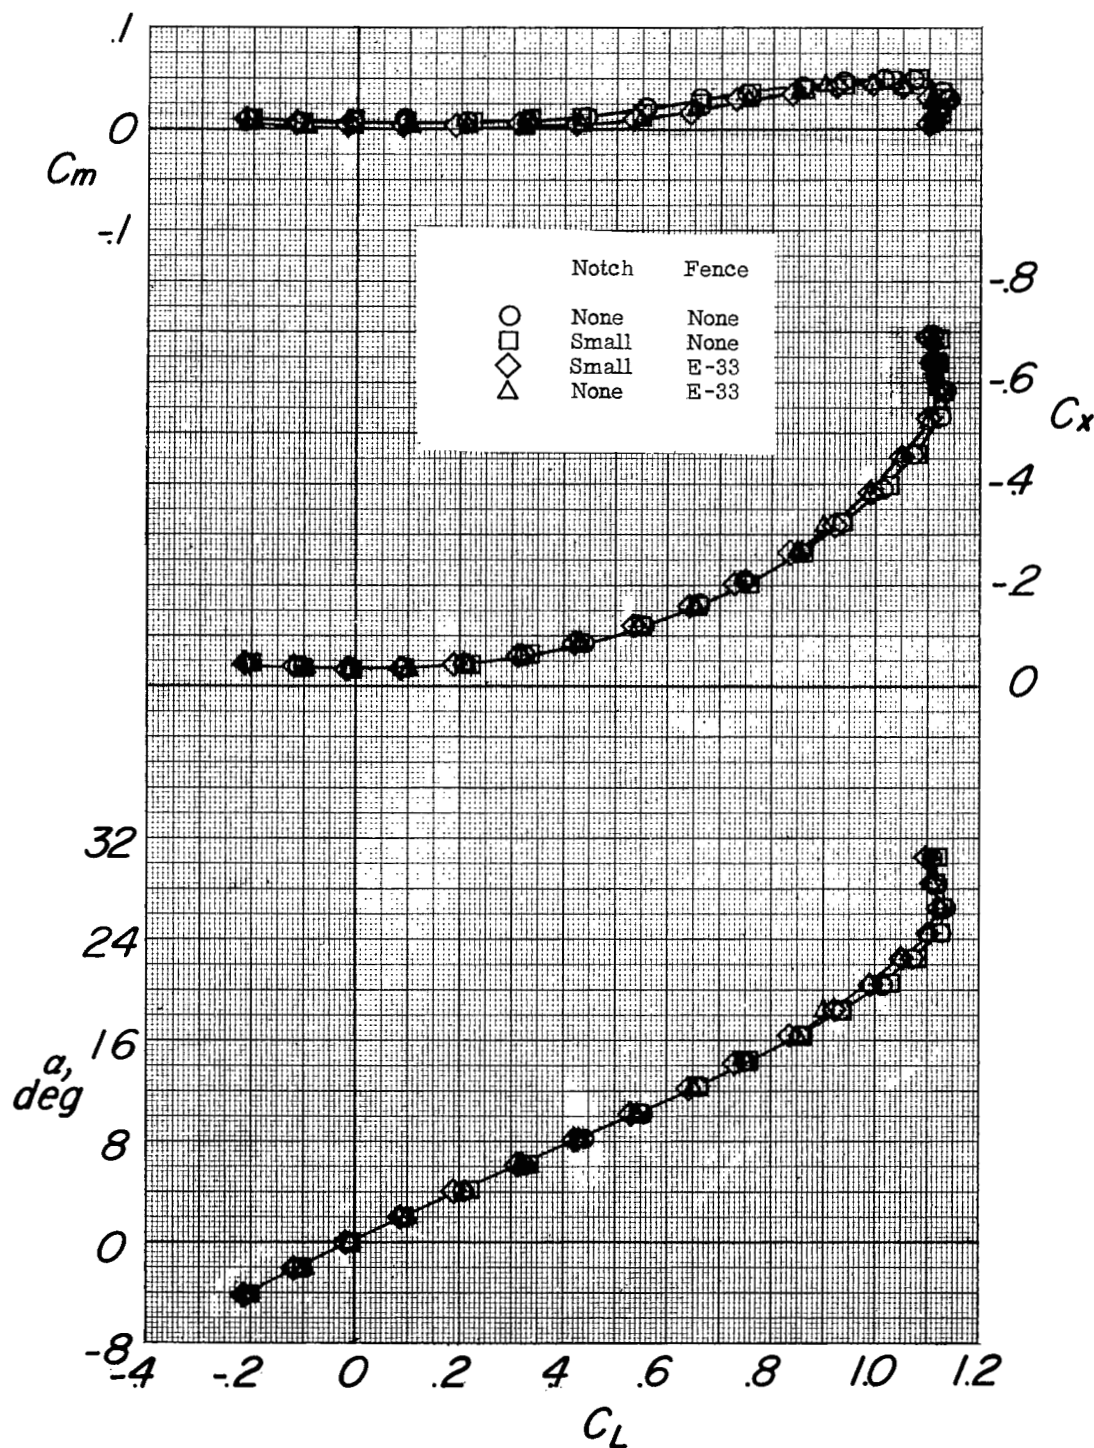 .1
0
Cm
-.1
Notch Fence
None None
Small None
Small E-33
None E-33
-.8
-.6
Cx
-.4
-.2
0
32
24
16
α,
deg
8
0
-8
-.4 -.2 0 .2 .4 .6 .8 1.0 1.2
CL